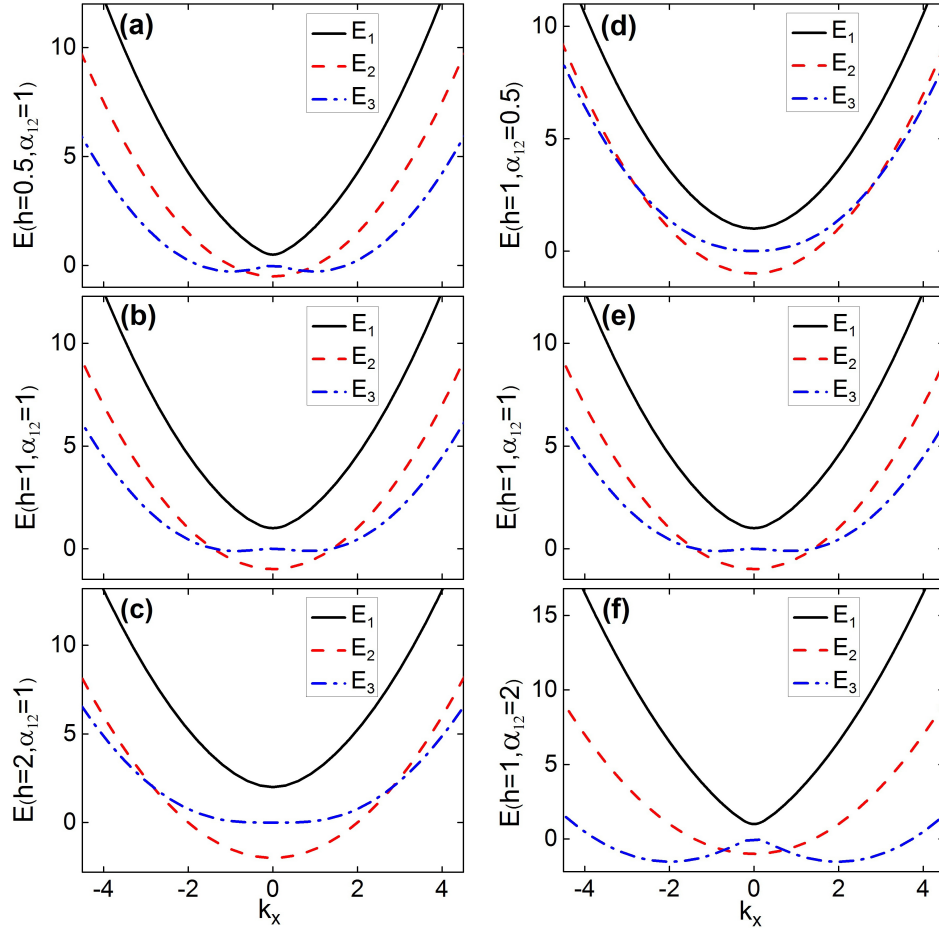 (a)
E₁
E₂
E₃
10
5
0
E(h=0.5,α₁₂=1)
(b)
E₁
E₂
E₃
10
5
0
E(h=1,α₁₂=1)
(c)
E₁
E₂
E₃
10
5
0
E(h=2,α₁₂=1)
-4 -2 0 2 4
kₓ
(d)
E₁
E₂
E₃
10
5
0
E(h=1,α₁₂=0.5)
(e)
E₁
E₂
E₃
10
5
0
E(h=1,α₁₂=1)
(f)
E₁
E₂
E₃
15
10
5
0
E(h=1,α₁₂=2)
-4 -2 0 2 4
kₓ